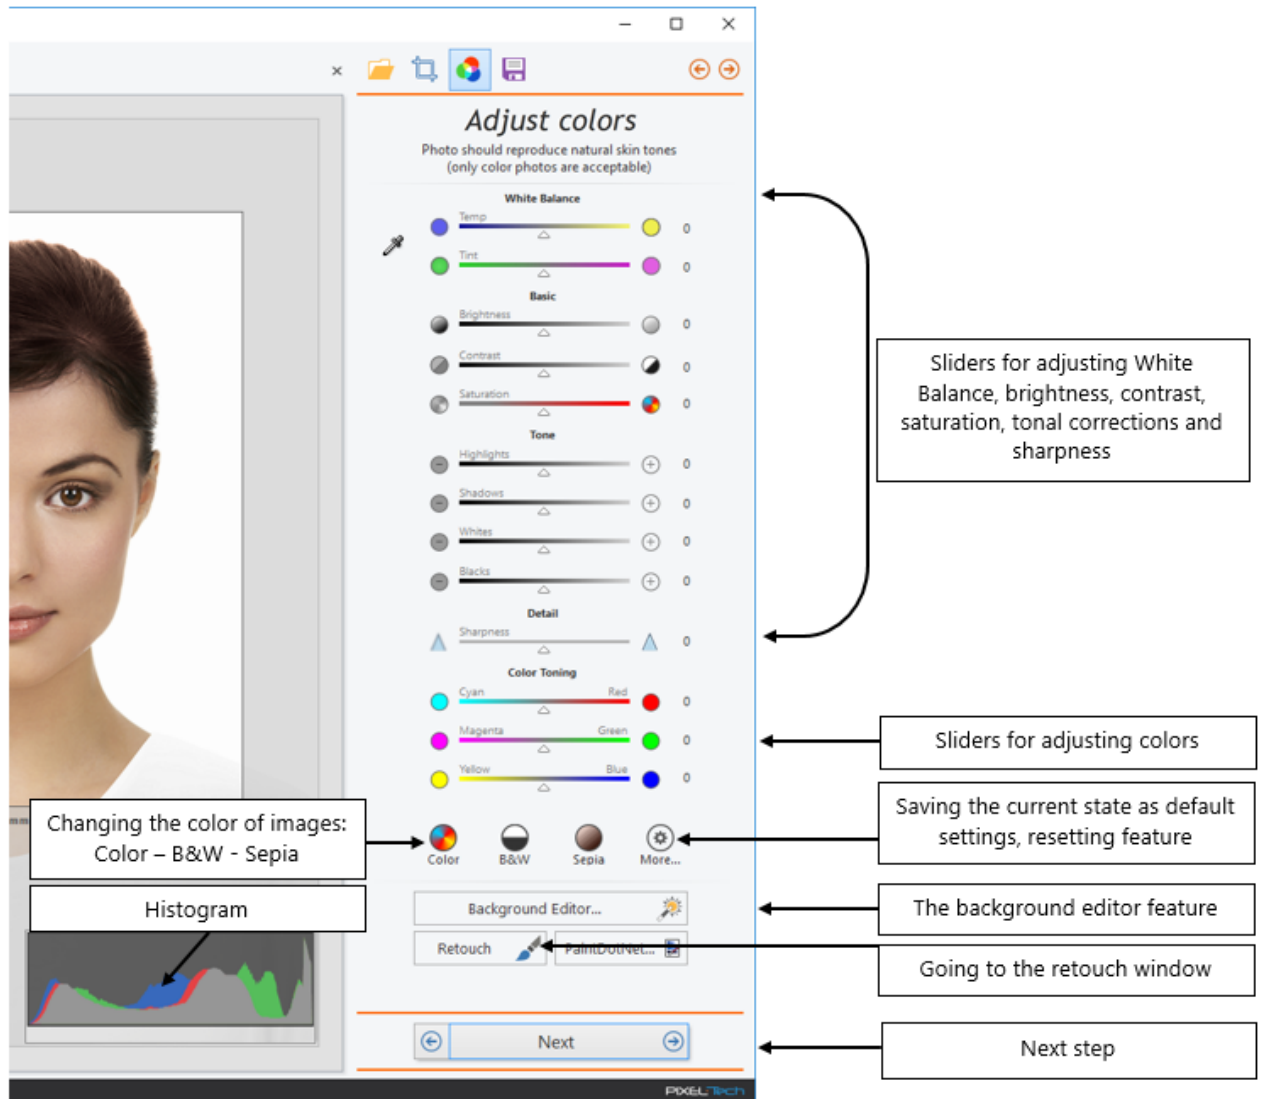 Adjust colors
Photo should reproduce natural skin tones
(only color photos are acceptable)
White Balance
Temp
0
Tint
0
Basic
Brightness
0
Contrast
0
Saturation
0
Tone
Highlights
0
Shadows
0
Whites
0
Blacks
0
Detail
Sharpness
0
Color Toning
Cyan Red
0
Magenta Green
0
Yellow Blue
0
Color B&W Sepia More...
Background Editor...
Retouch PaintDotNet...
Next
PIXEL Tech
Sliders for adjusting White
Balance, brightness, contrast,
saturation, tonal corrections and
sharpness
Sliders for adjusting colors
Saving the current state as default
settings, resetting feature
The background editor feature
Going to the retouch window
Next step
Changing the color of images:
Color – B&W - Sepia
Histogram